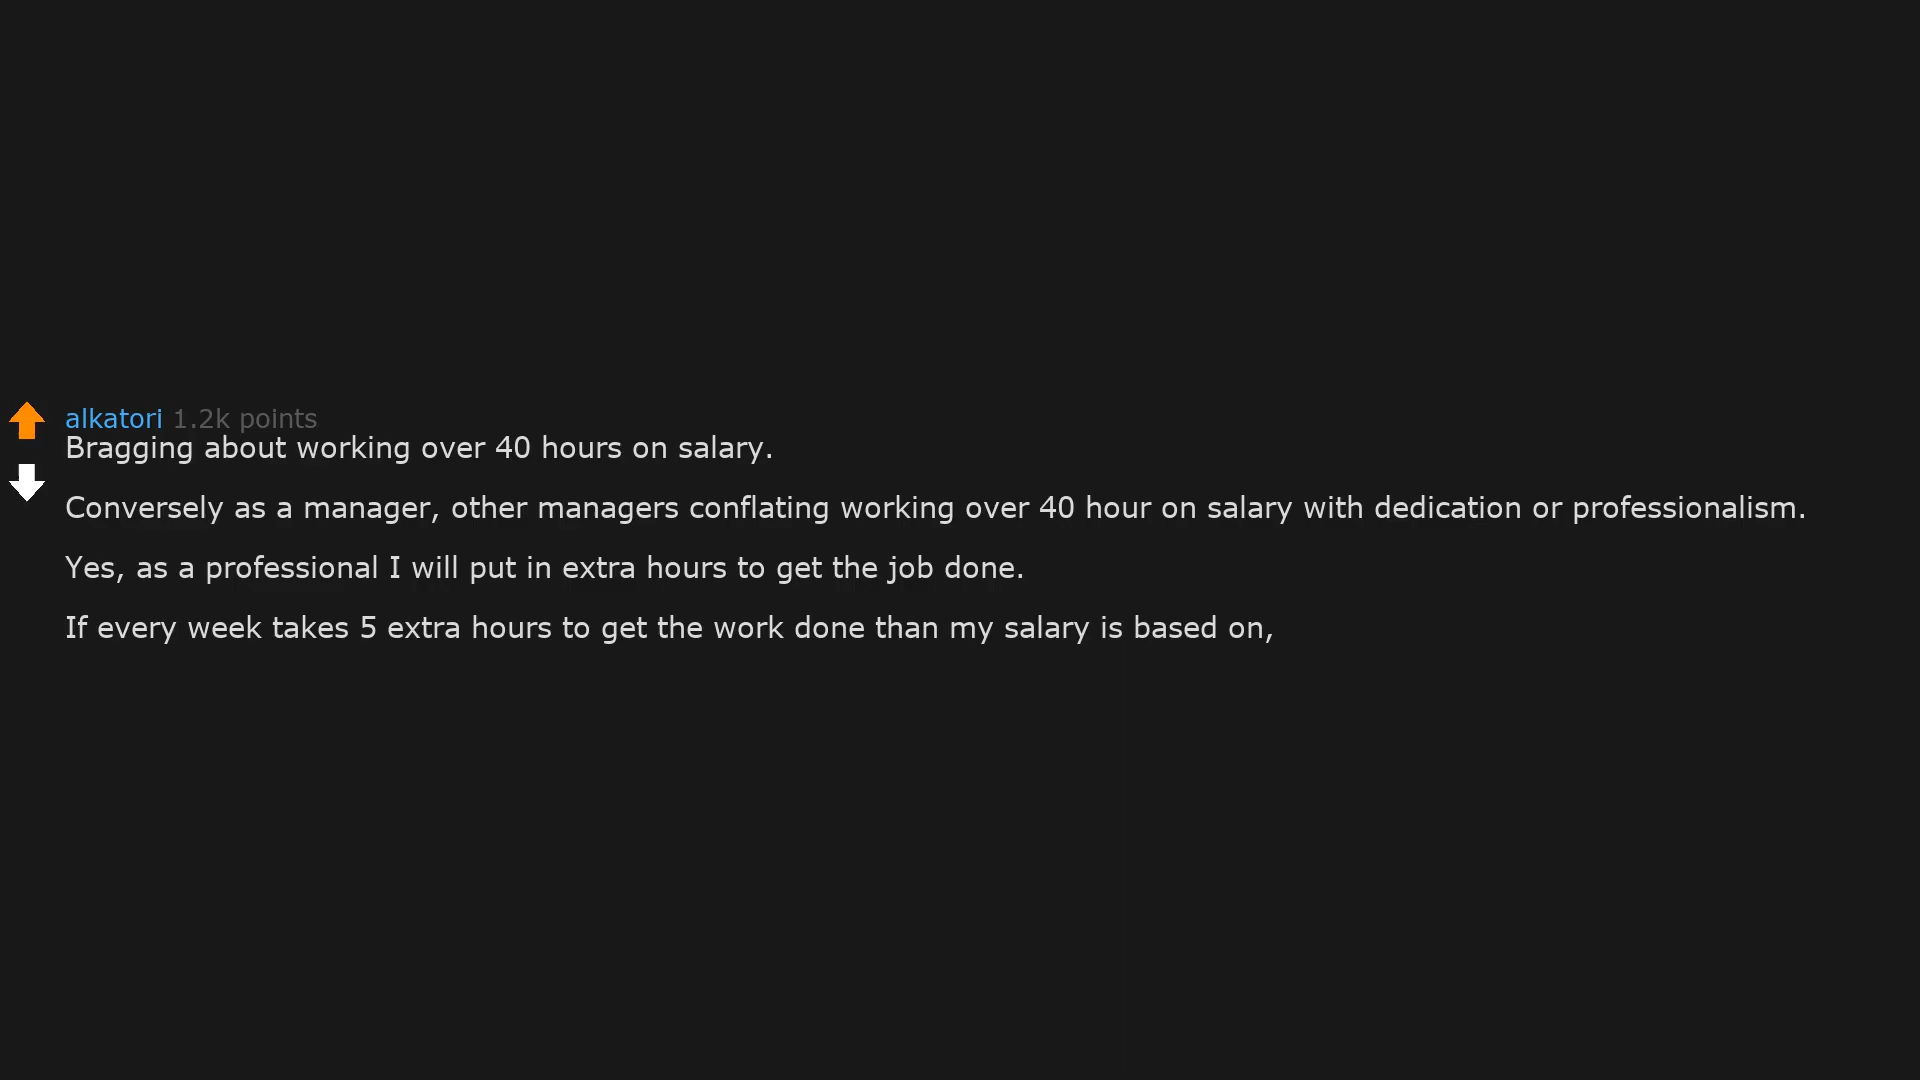 alkatori 1.2k points
Bragging about working over 40 hours on salary.
Conversely as a manager, other managers conflating working over 40 hour on salary with dedication or professionalism.
Yes, as a professional I will put in extra hours to get the job done.
If every week takes 5 extra hours to get the work done than my salary is based on,